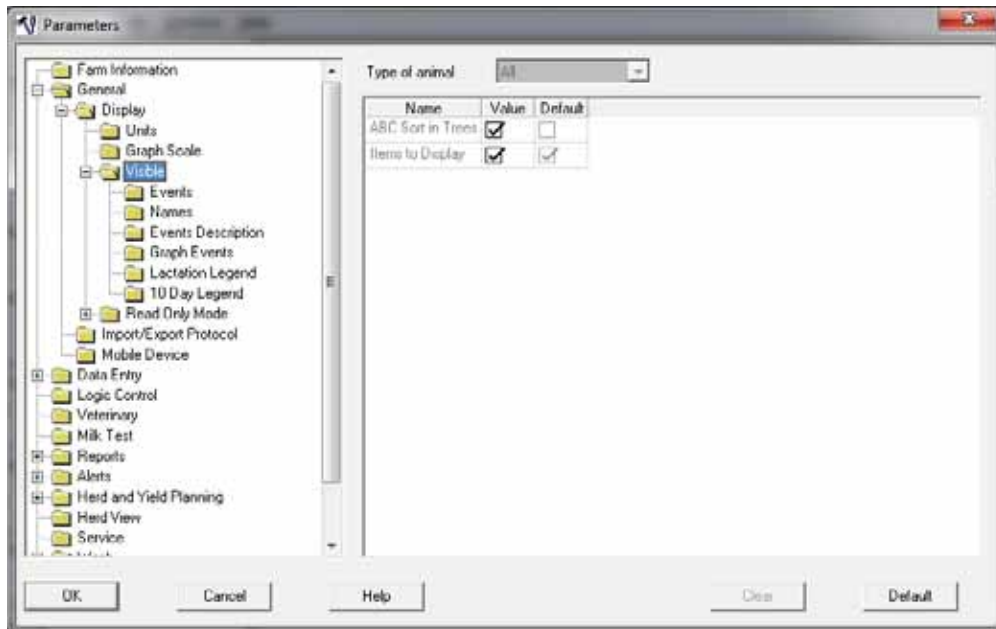 Parameters
Farm Information
General
Display
Units
Graph Scale
Visible
Events
Names
Events Description
Graph Events
Lactation Legend
10 Day Legend
Read Only Mode
Import/Export Protocol
Mobile Device
Data Entry
Logic Control
Veterinary
Milk Test
Reports
Alerts
Herd and Yield Planning
Herd View
Service
Type of animal All
Name Value Default
ABC Sort in Trees
Items to Display
OK Cancel Help Clear Default